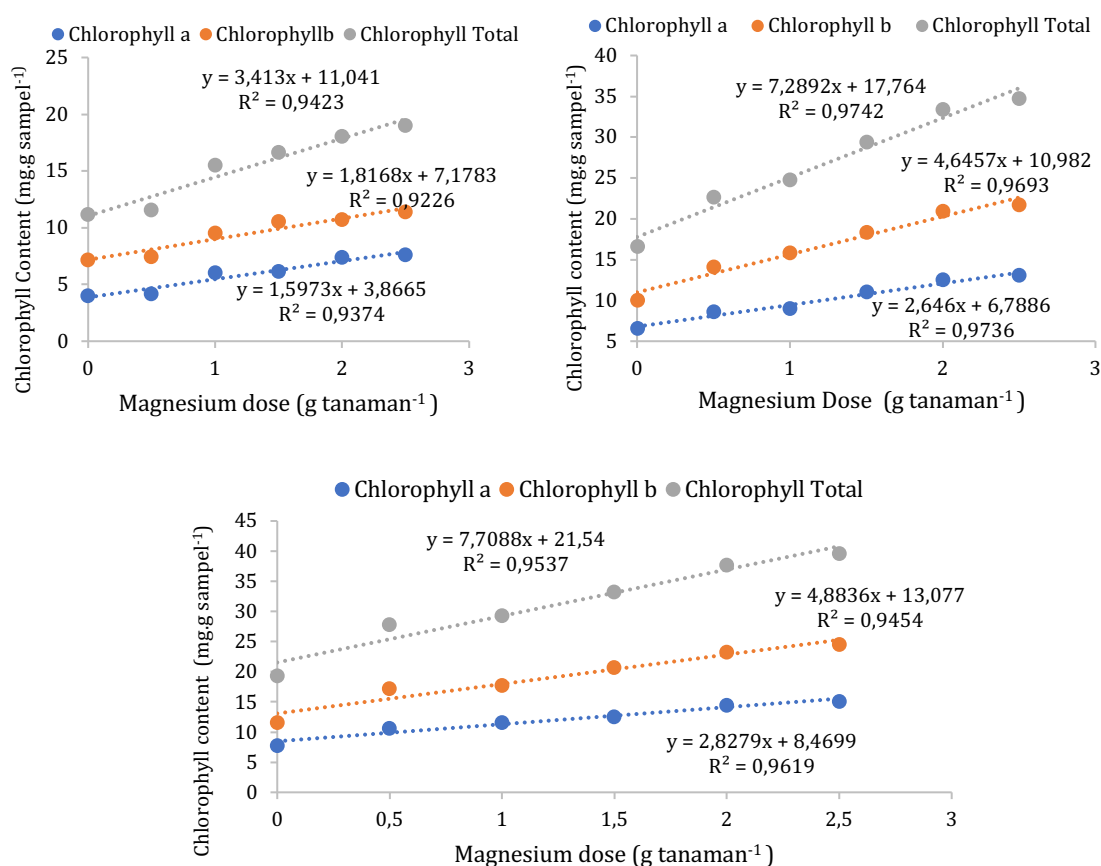 Chlorophyll a Chlorophyllb Chlorophyll Total
25
20
15
10
5
0
Chlorophyll Content (mg.g sampel⁻¹)
y = 3,413x + 11,041
R² = 0,9423
y = 1,8168x + 7,1783
R² = 0,9226
y = 1,5973x + 3,8665
R² = 0,9374
0 1 2 3
Magnesium dose (g tanaman⁻¹ )
Chlorophyll a Chlorophyll b Chlorophyll Total
40
35
30
25
20
15
10
5
Chlorophyll content (mg.g sampel⁻¹)
y = 7,2892x + 17,764
R² = 0,9742
y = 4,6457x + 10,982
R² = 0,9693
y = 2,646x + 6,7886
R² = 0,9736
0 1 2 3
Magnesium Dose (g tanaman⁻¹ )
Chlorophyll a Chlorophyll b Chlorophyll Total
45
40
35
30
25
20
15
10
5
0
Chlorophyll content (mg.g sampel⁻¹)
y = 7,7088x + 21,54
R² = 0,9537
y = 4,8836x + 13,077
R² = 0,9454
y = 2,8279x + 8,4699
R² = 0,9619
0 0,5 1 1,5 2 2,5 3
Magnesium dose (g tanaman⁻¹ )